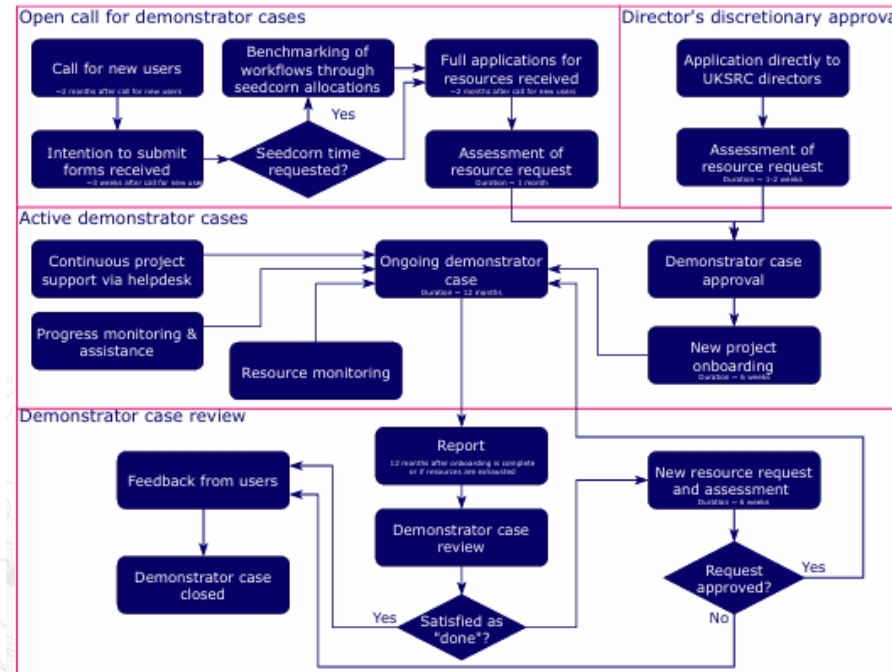 Open call for demonstrator cases
Director's discretionary approva
Call for new users
~2 months after call for new users
Benchmarking of
workflows through
seedcorn allocations
Full applications for
resources received
~2 months after call for new users
Application directly to
UKSRC directors
Yes
Intention to submit
forms received
~3 weeks after call for new user
Seedcorn time
requested?
Assessment of
resource request
Duration ~ 1 month
Assessment of
resource request
Duration ~ 1-2 weeks
Active demonstrator cases
Continuous project
support via helpdesk
Ongoing demonstrator
case
Duration ~ 12 months
Demonstrator case
approval
Progress monitoring &
assistance
Resource monitoring
New project
onboarding
Duration ~ 6 weeks
Demonstrator case review
Report
12 months after onboarding is complete
or if resources are exhausted
Feedback from users
New resource request
and assessment
Duration ~ 6 weeks
Demonstrator case
review
Demonstrator case
closed
Request
approved?
Yes
No
Yes
Satisfied as
"done"?